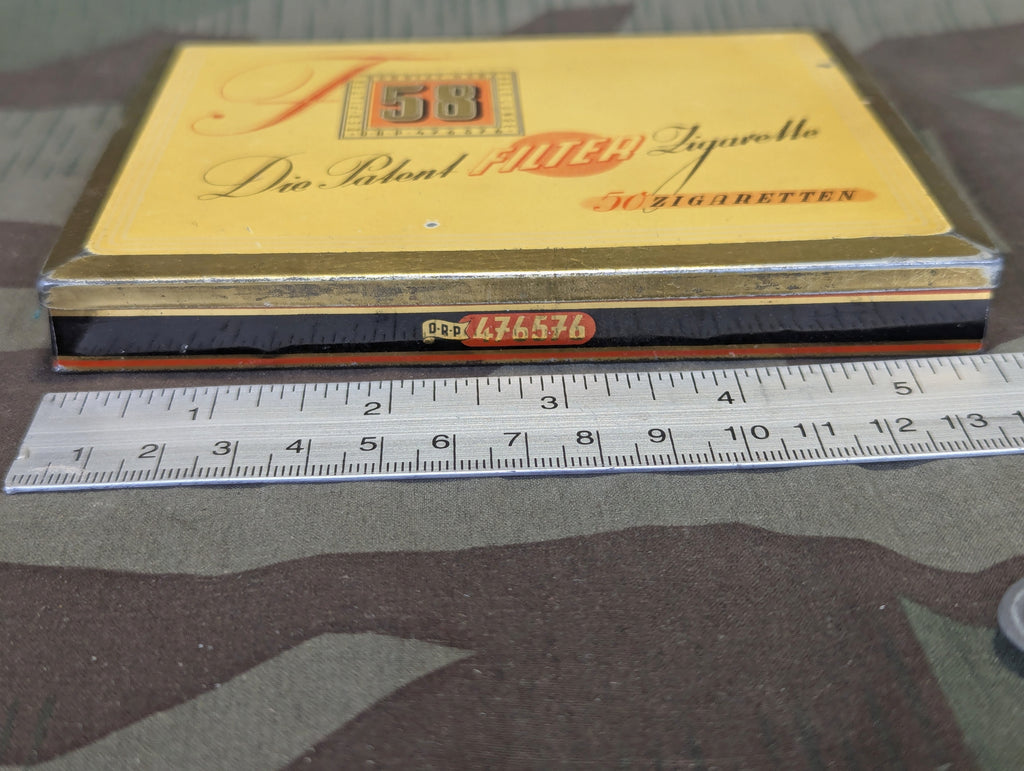 F 58
D·R·P·476576
Die Patent FILTER Zigarette
50 ZIGARETTEN
D·R·P 476576
1 2 3 4 5
1 2 3 4 5 6 7 8 9 10 11 12 13